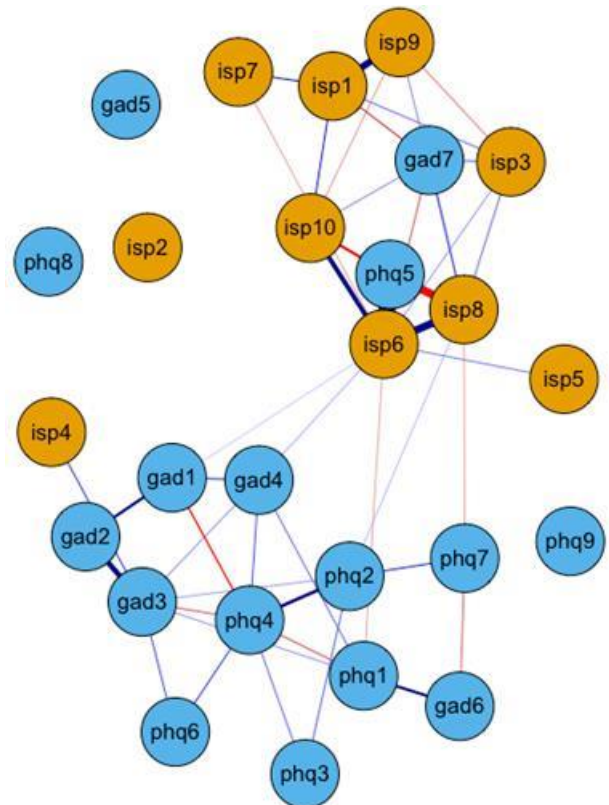 isp9
isp7
isp1
gad5
gad7
isp3
isp10
isp2
phq8
phq5
isp8
isp6
isp5
isp4
gad1
gad4
gad2
phq9
phq7
phq2
gad3
phq4
phq1
gad6
phq6
phq3